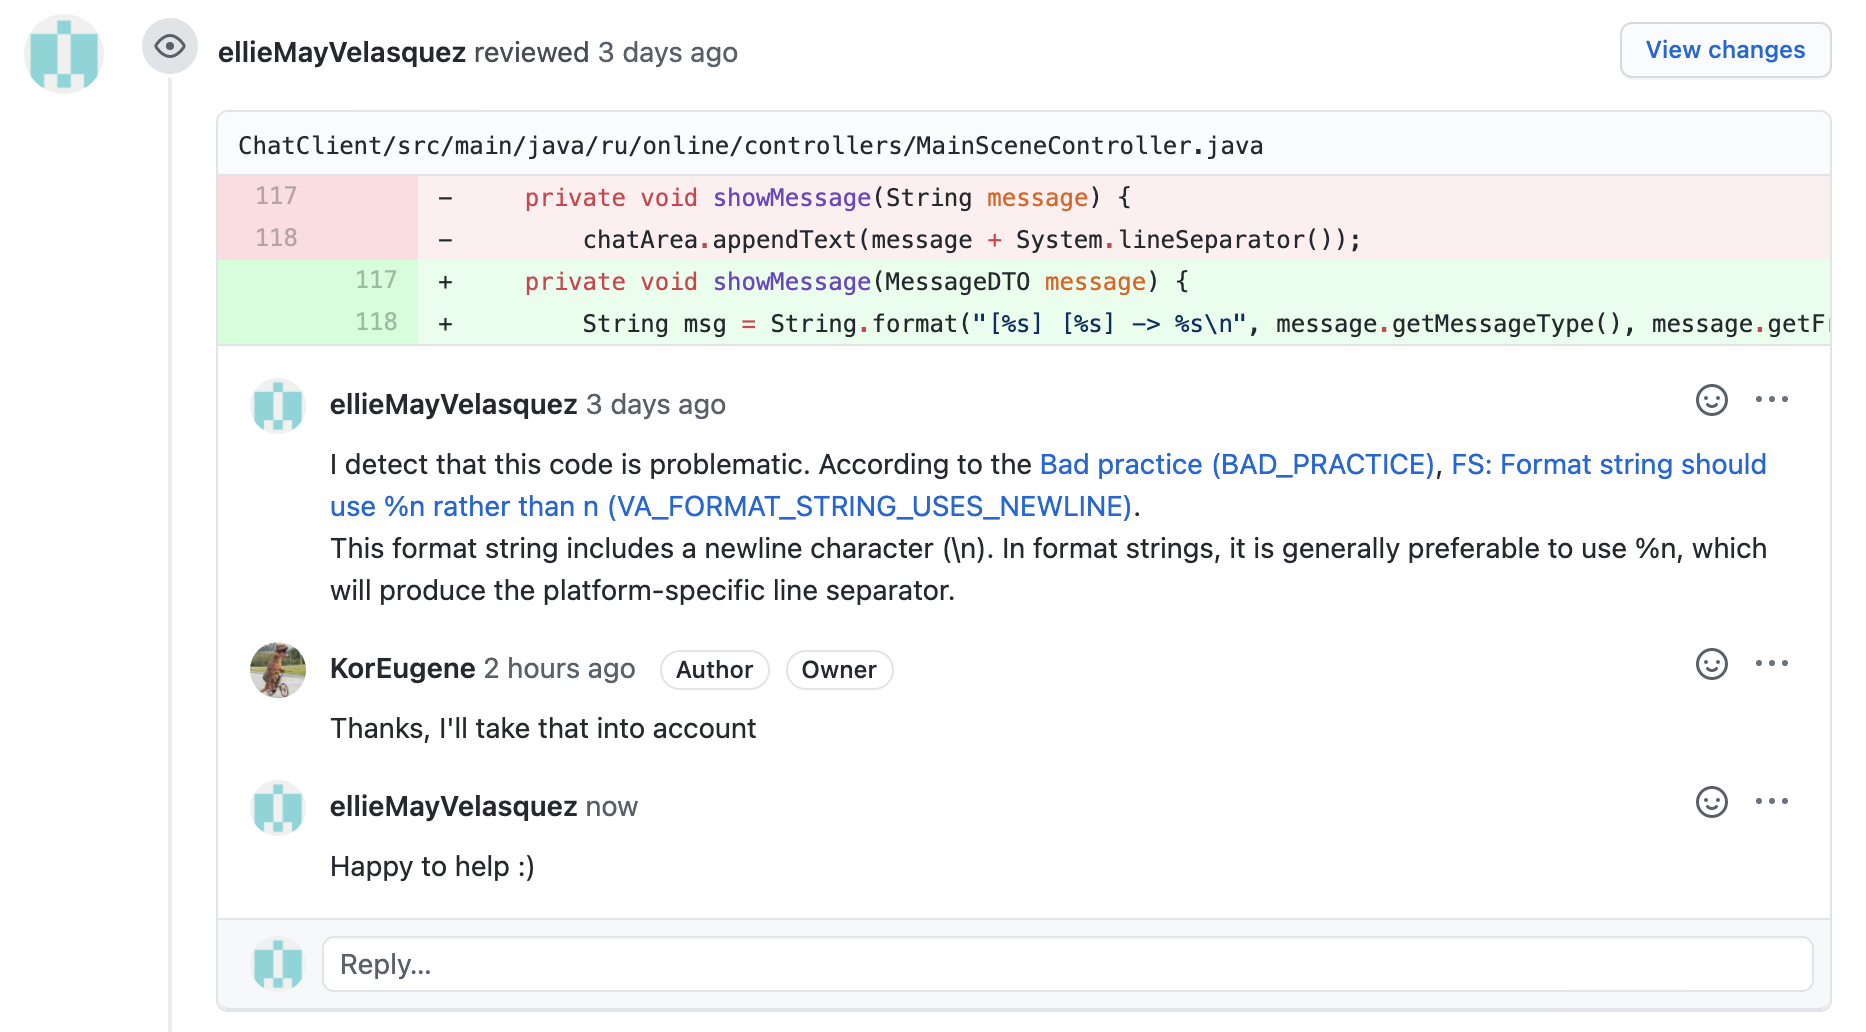 ellieMayVelasquez reviewed 3 days ago
View changes
ChatClient/src/main/java/ru/online/controllers/MainSceneController.java
117 - private void showMessage(String message) {
118 - chatArea.appendText(message + System.lineSeparator());
117 + private void showMessage(MessageDTO message) {
118 + String msg = String.format("[%s] [%s] -> %s\n", message.getMessageType(), message.getFr
ellieMayVelasquez 3 days ago
I detect that this code is problematic. According to the Bad practice (BAD_PRACTICE), FS: Format string should
use %n rather than n (VA_FORMAT_STRING_USES_NEWLINE).
This format string includes a newline character (\n). In format strings, it is generally preferable to use %n, which
will produce the platform-specific line separator.
KorEugene 2 hours ago Author Owner
Thanks, I'll take that into account
ellieMayVelasquez now
Happy to help :)
Reply...